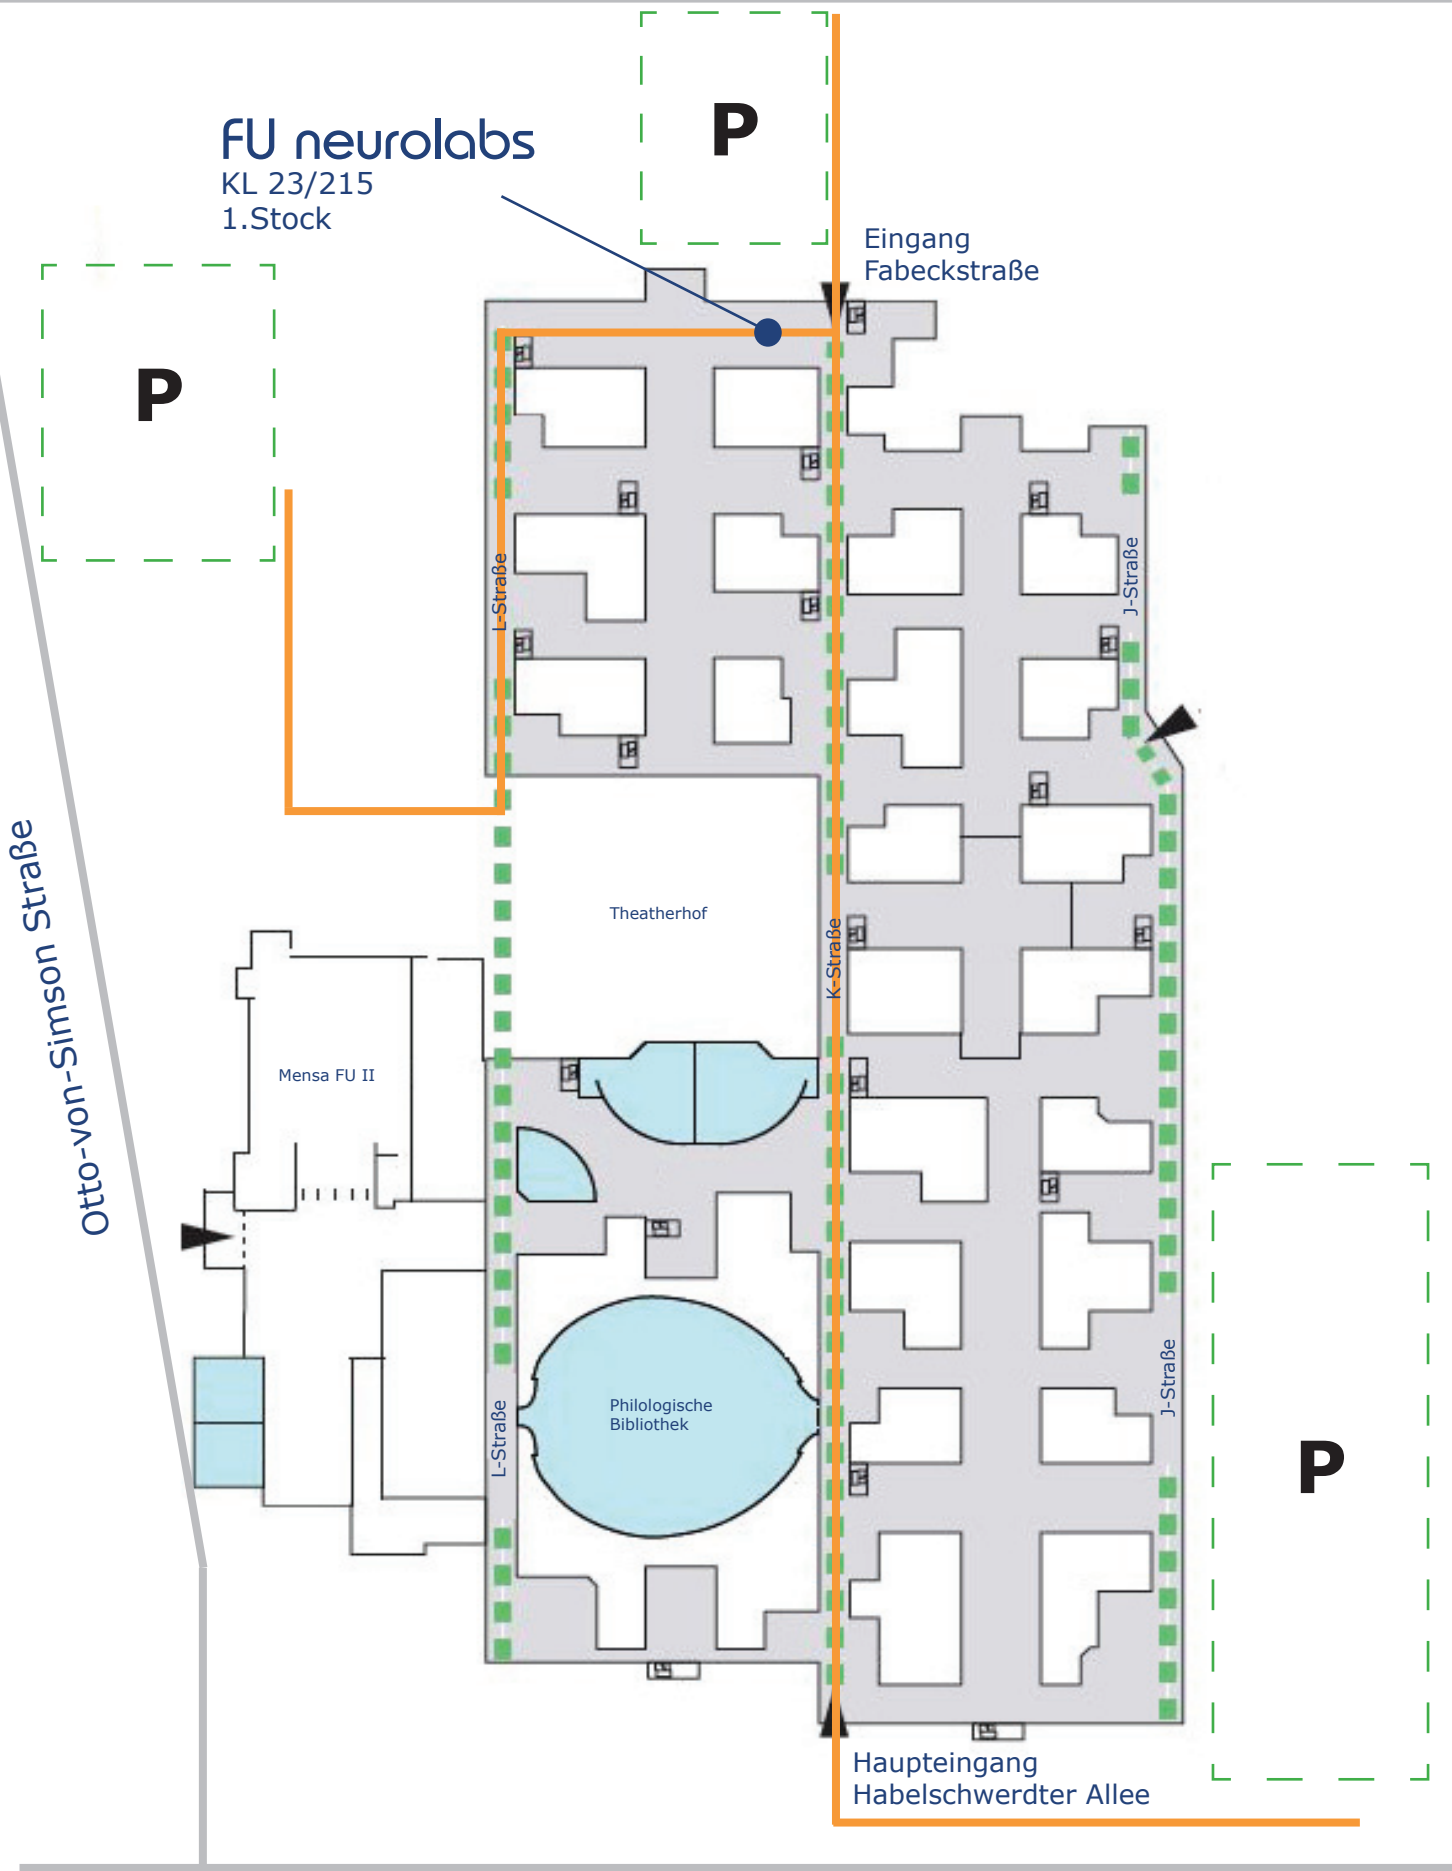 P
FU neurolabs
KL 23/215
1.Stock
Eingang
Fabeckstraße
P
L-Straße
J-Straße
Otto-von-Simson Straße
Theatherhof
K-Straße
Mensa FU II
J-Straße
Philologische
Bibliothek
L-Straße
P
Haupteingang
Habelschwerdter Allee